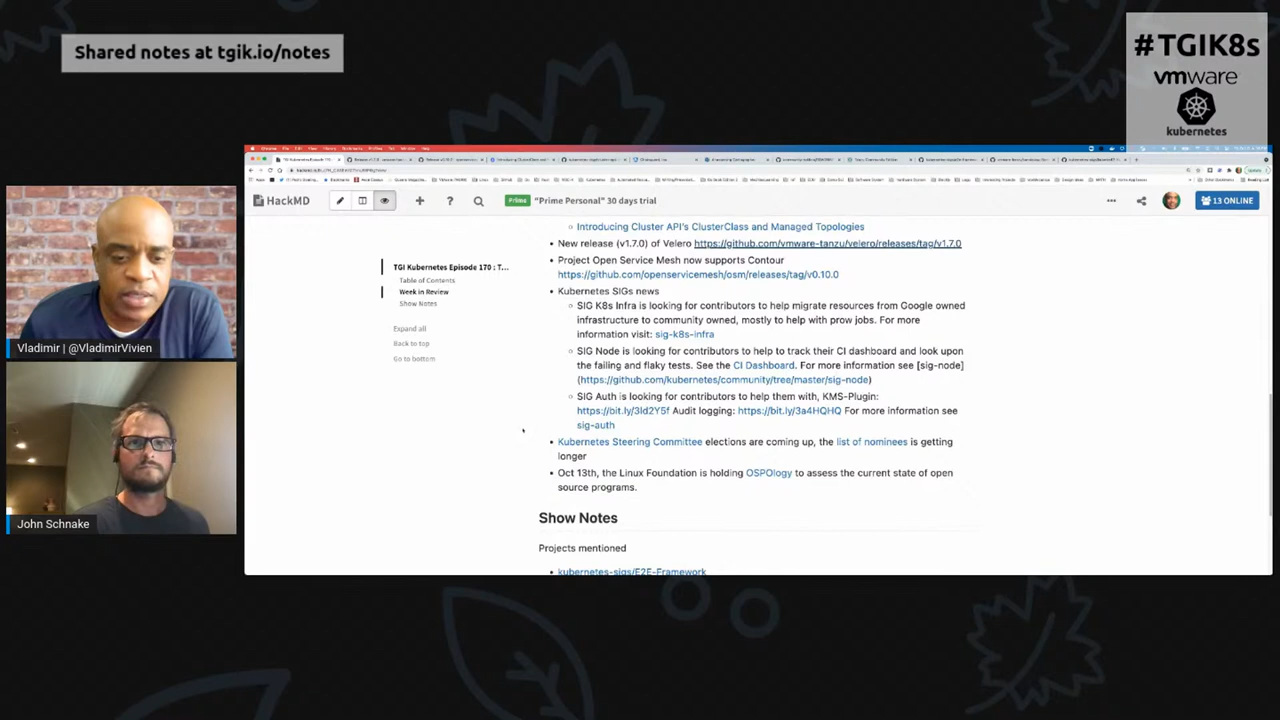 Shared notes at tgik.io/notes
#TGIK8s
vmware
kubernetes
HackMD
Prime
"Prime Personal" 30 days trial
13 ONLINE
TGI Kubernetes Episode 170 : T...
Table of Contents
Week in Review
Show Notes
Expand all
Back to top
Go to bottom
Introducing Cluster API's ClusterClass and Managed Topologies
New release (v1.7.0) of Velero https://github.com/vmware-tanzu/velero/releases/tag/v1.7.0
Project Open Service Mesh now supports Contour
https://github.com/openservicemesh/osm/releases/tag/v0.10.0
Kubernetes SIGs news
SIG K8s Infra is looking for contributors to help migrate resources from Google owned
infrastructure to community owned, mostly to help with prow jobs. For more
information visit: sig-k8s-infra
SIG Node is looking for contributors to help to track their CI dashboard and look upon
the failing and flaky tests. See the CI Dashboard. For more information see [sig-node]
(https://github.com/kubernetes/community/tree/master/sig-node)
SIG Auth is looking for contributors to help them with, KMS-Plugin:
https://bit.ly/3ld2Y5f Audit logging: https://bit.ly/3a4HQHQ For more information see
sig-auth
Kubernetes Steering Committee elections are coming up, the list of nominees is getting
longer
Oct 13th, the Linux Foundation is holding OSPOlogy to assess the current state of open
source programs.
Show Notes
Projects mentioned
kubernetes-sigs/E2E-Framework
Vladimir | @VladimirVivien
John Schnake